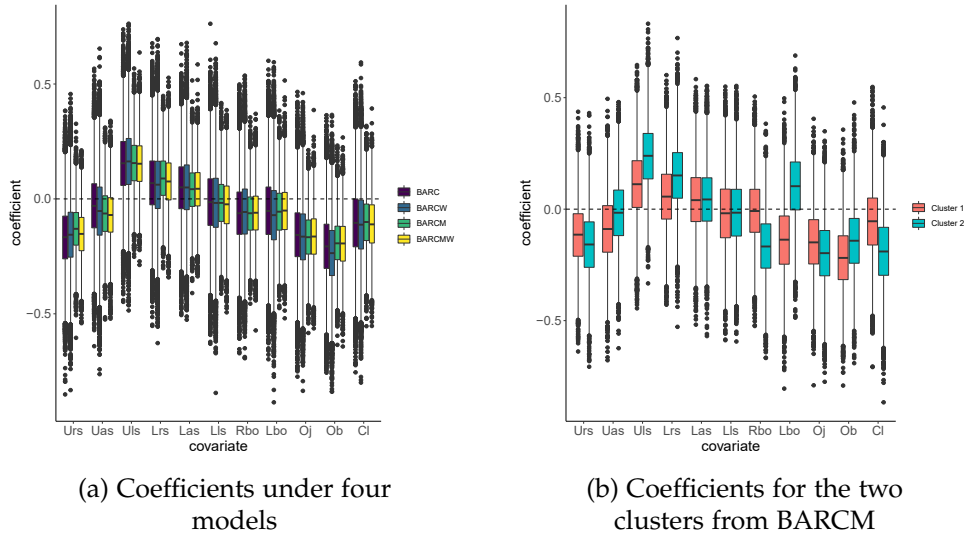 coefficient
0.5
0.0
−0.5
Urs Uas Uls Lrs Las Lls Rbo Lbo Oj Ob Cl
covariate
BARC
BARCW
BARCM
BARCMW
(a) Coefficients under four
models
coefficient
0.5
0.0
−0.5
Urs Uas Uls Lrs Las Lls Rbo Lbo Oj Ob Cl
covariate
Cluster 1
Cluster 2
(b) Coefficients for the two
clusters from BARCM